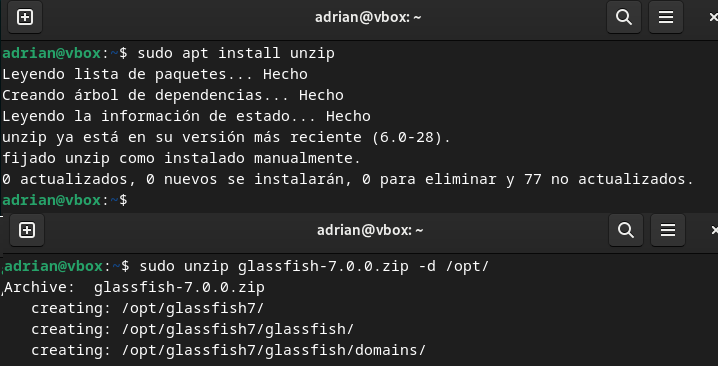 adrian@vbox: ~
adrian@vbox:~$ sudo apt install unzip
Leyendo lista de paquetes... Hecho
Creando árbol de dependencias... Hecho
Leyendo la información de estado... Hecho
unzip ya está en su versión más reciente (6.0-28).
fijado unzip como instalado manualmente.
0 actualizados, 0 nuevos se instalarán, 0 para eliminar y 77 no actualizados.
adrian@vbox:~$
adrian@vbox: ~
adrian@vbox:~$ sudo unzip glassfish-7.0.0.zip -d /opt/
Archive:  glassfish-7.0.0.zip
   creating: /opt/glassfish7/
   creating: /opt/glassfish7/glassfish/
   creating: /opt/glassfish7/glassfish/domains/